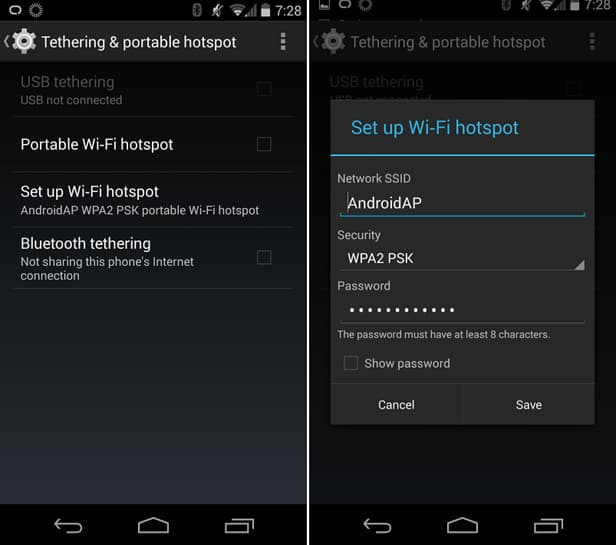 7:28
Tethering & portable hotspot
USB tethering
USB not connected
Portable Wi-Fi hotspot
Set up Wi-Fi hotspot
AndroidAP WPA2 PSK portable Wi-Fi hotspot
Bluetooth tethering
Not sharing this phone's Internet
connection
7:28
Tethering & portable hotspot
USB tethering
USB not connected
Set up Wi-Fi hotspot
Network SSID
AndroidAP
Security
WPA2 PSK
Password
••••••••••••
The password must have at least 8 characters.
Show password
Cancel
Save